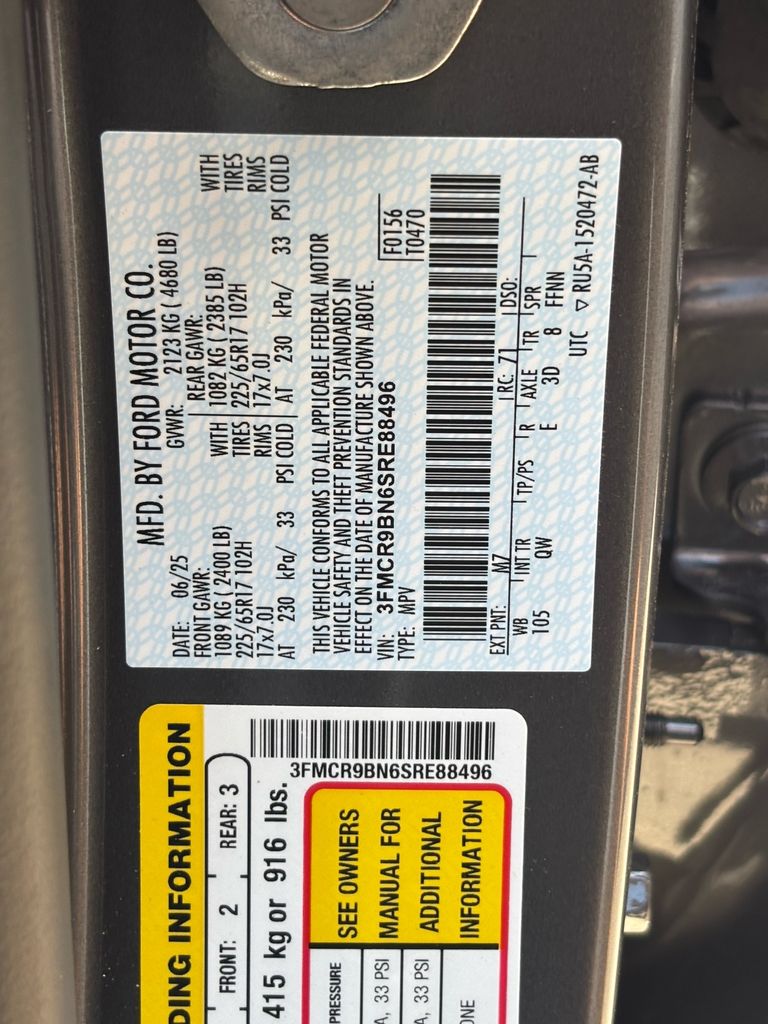 MFD. BY FORD MOTOR CO.
DATE: 06/25 GVWR: 2123 KG ( 4680 LB)
FRONT GAWR: REAR GAWR:
1089 KG ( 2400 LB) WITH 1082 KG ( 2385 LB) WITH
225/65R17 102H TIRES 225/65R17 102H TIRES
17x7.0J RIMS 17x7.0J RIMS
AT 230 kPa/ 33 PSI COLD AT 230 kPa/ 33 PSI COLD
THIS VEHICLE CONFORMS TO ALL APPLICABLE FEDERAL MOTOR
VEHICLE SAFETY AND THEFT PREVENTION STANDARDS IN
EFFECT ON THE DATE OF MANUFACTURE SHOWN ABOVE.
VIN: 3FMCR9BN6SRE88496 F0156
TYPE: MPV T0470
EXT PNT: M7 RC: 71 DSO:
WB INT TR TP/PS R AXLE TR SPR
105 QW E 3D 8 FFNN
UTC ▽ RU5A-1520472-AB
DING INFORMATION
FRONT: 2 REAR: 3
415 kg or 916 lbs.
3FMCR9BN6SRE88496
PRESSURE SEE OWNERS
A, 33 PSI MANUAL FOR
A, 33 PSI ADDITIONAL
ONE INFORMATION